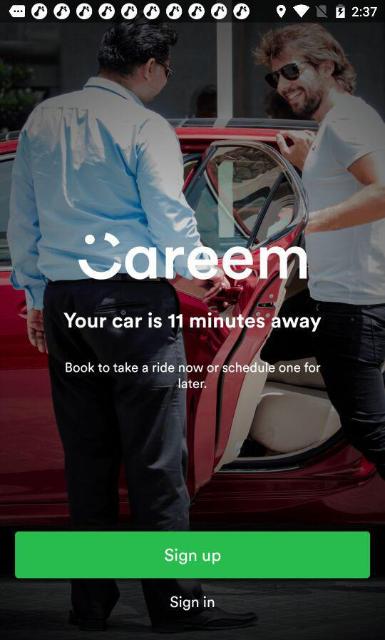 2:37
Careem
Your car is 11 minutes away
Book to take a ride now or schedule one for
later.
Sign up
Sign in